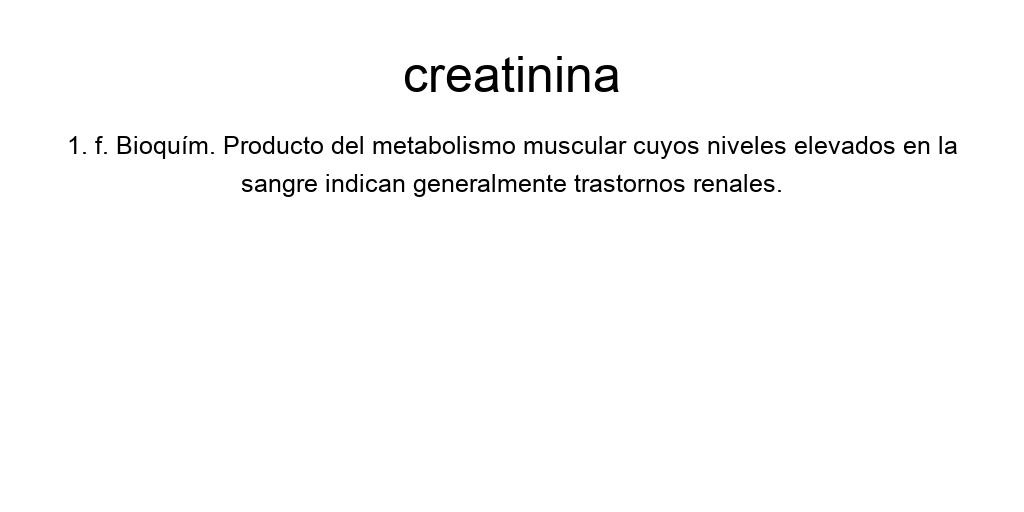 creatinina
1. f. Bioquím. Producto del metabolismo muscular cuyos niveles elevados en la
sangre indican generalmente trastornos renales.